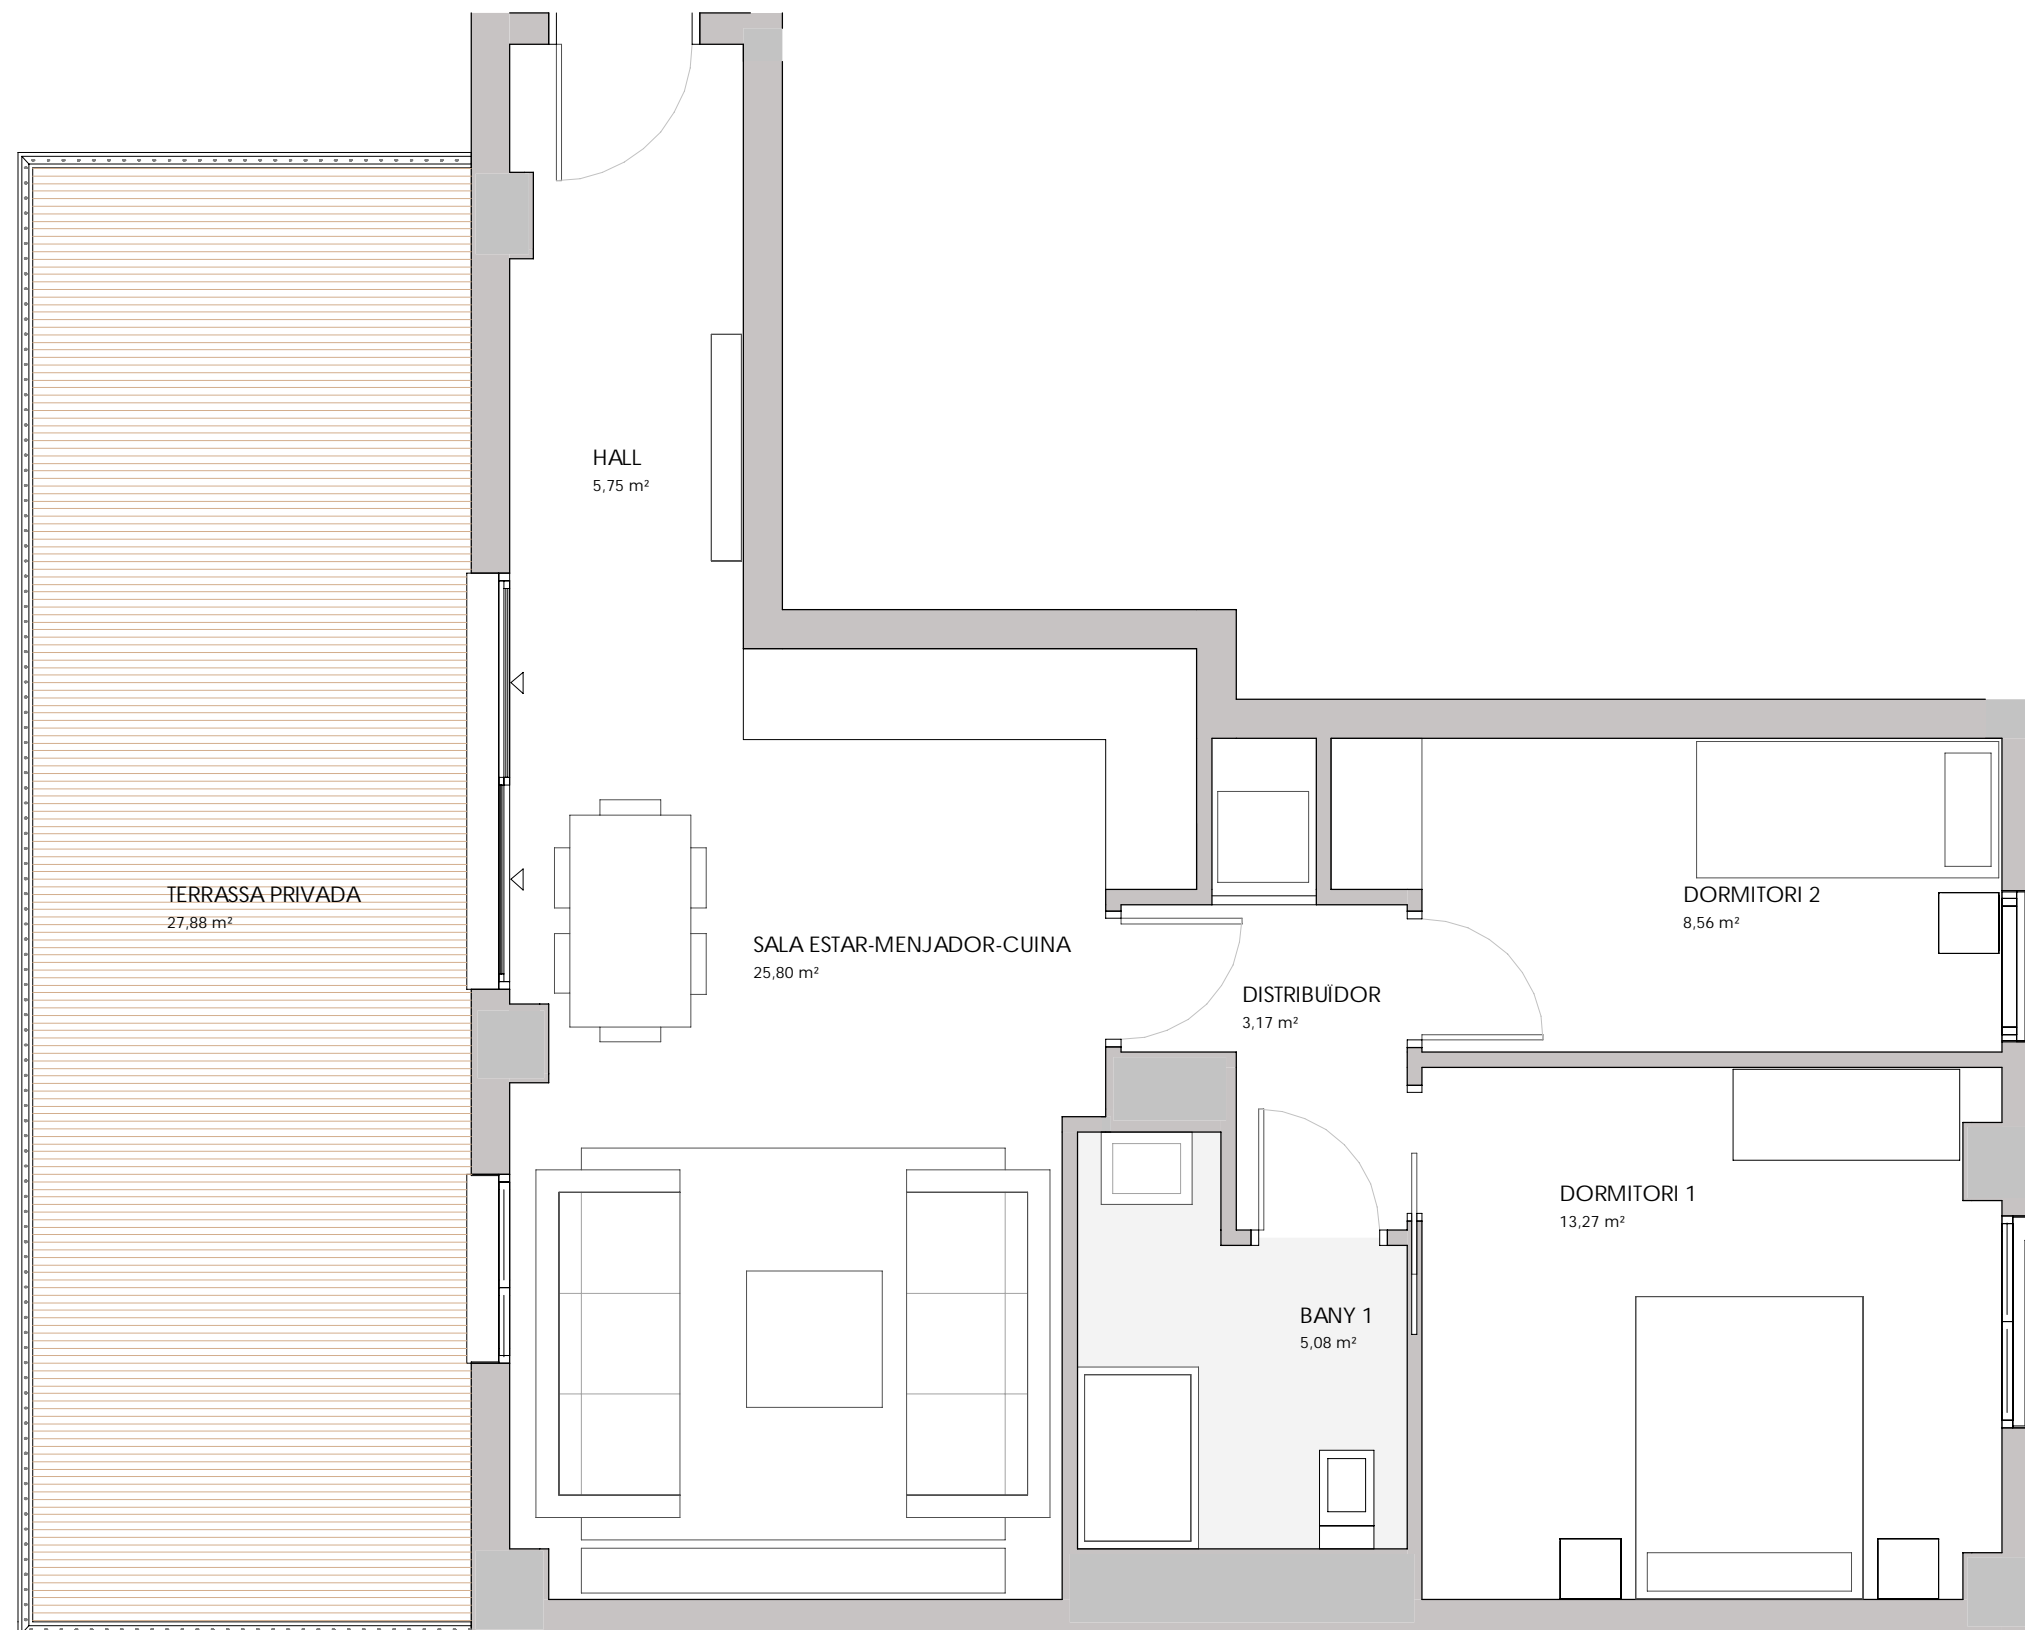 HALL
5,75 m²
TERRASSA PRIVADA
27,88 m²
SALA ESTAR-MENJADOR-CUINA
25,80 m²
DORMITORI 2
8,56 m²
DISTRIBUÏDOR
3,17 m²
DORMITORI 1
13,27 m²
BANY 1
5,08 m²